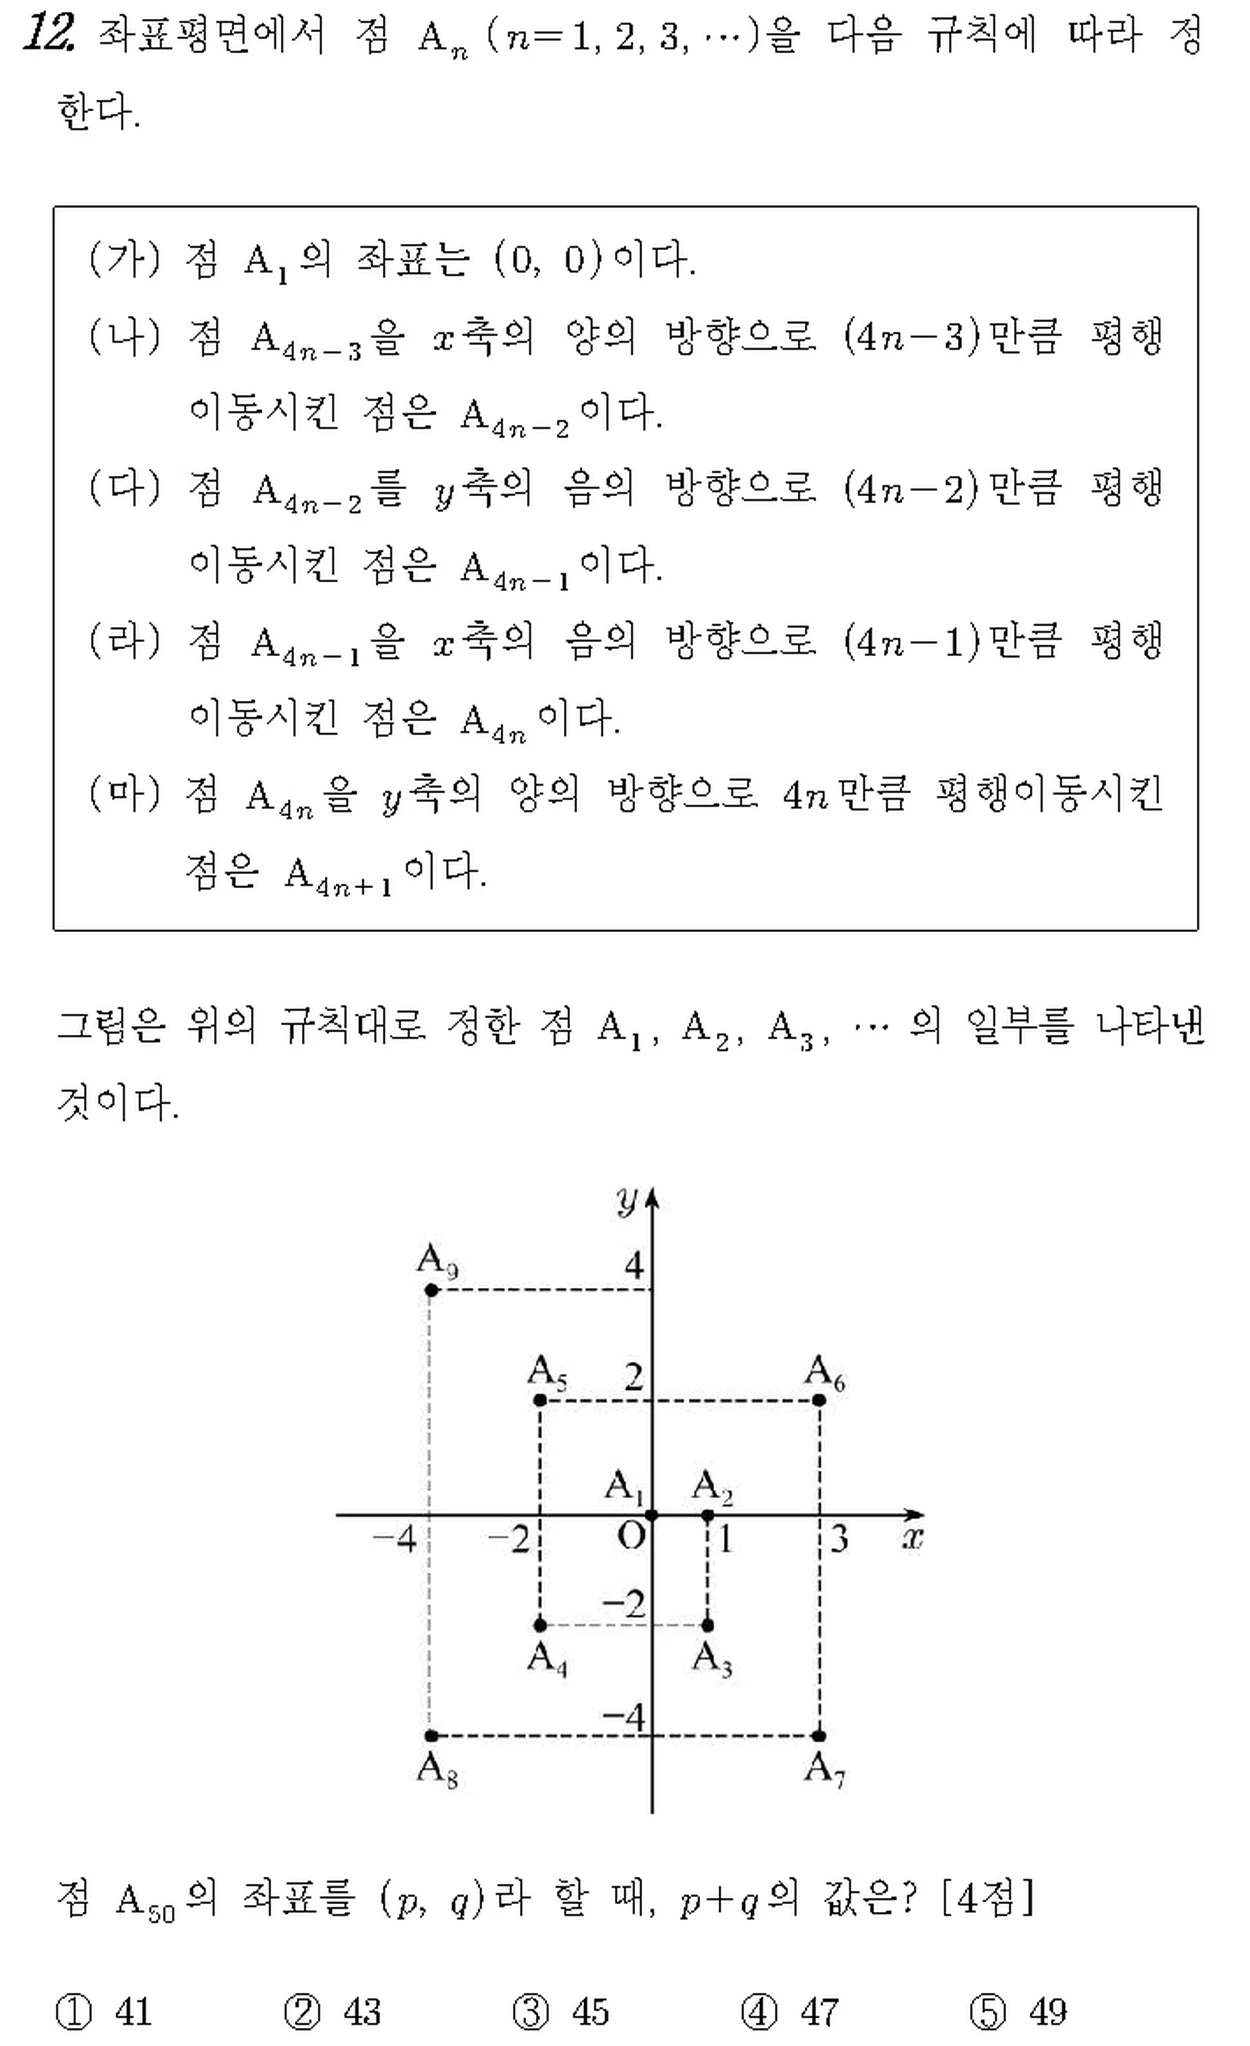 12. 좌표평면에서 점 Aₙ (n=1, 2, 3, ⋯)을 다음 규칙에 따라 정
한다.
(가) 점 A₁의 좌표는 (0, 0)이다.
(나) 점 A₄ₙ₋₃을 x축의 양의 방향으로 (4n-3)만큼 평행
이동시킨 점은 A₄ₙ₋₂이다.
(다) 점 A₄ₙ₋₂를 y축의 음의 방향으로 (4n-2)만큼 평행
이동시킨 점은 A₄ₙ₋₁이다.
(라) 점 A₄ₙ₋₁을 x축의 음의 방향으로 (4n-1)만큼 평행
이동시킨 점은 A₄ₙ이다.
(마) 점 A₄ₙ을 y축의 양의 방향으로 4n만큼 평행이동시킨
점은 A₄ₙ₊₁이다.
그림은 위의 규칙대로 정한 점 A₁, A₂, A₃, ⋯ 의 일부를 나타낸
것이다.
y
A₉ 4
A₅ 2 A₆
A₁ A₂
-4 -2 O 1 3 x
-2
A₄ A₃
-4
A₈ A₇
점 A₅₀의 좌표를 (p, q)라 할 때, p+q의 값은? [4점]
① 41 ② 43 ③ 45 ④ 47 ⑤ 49